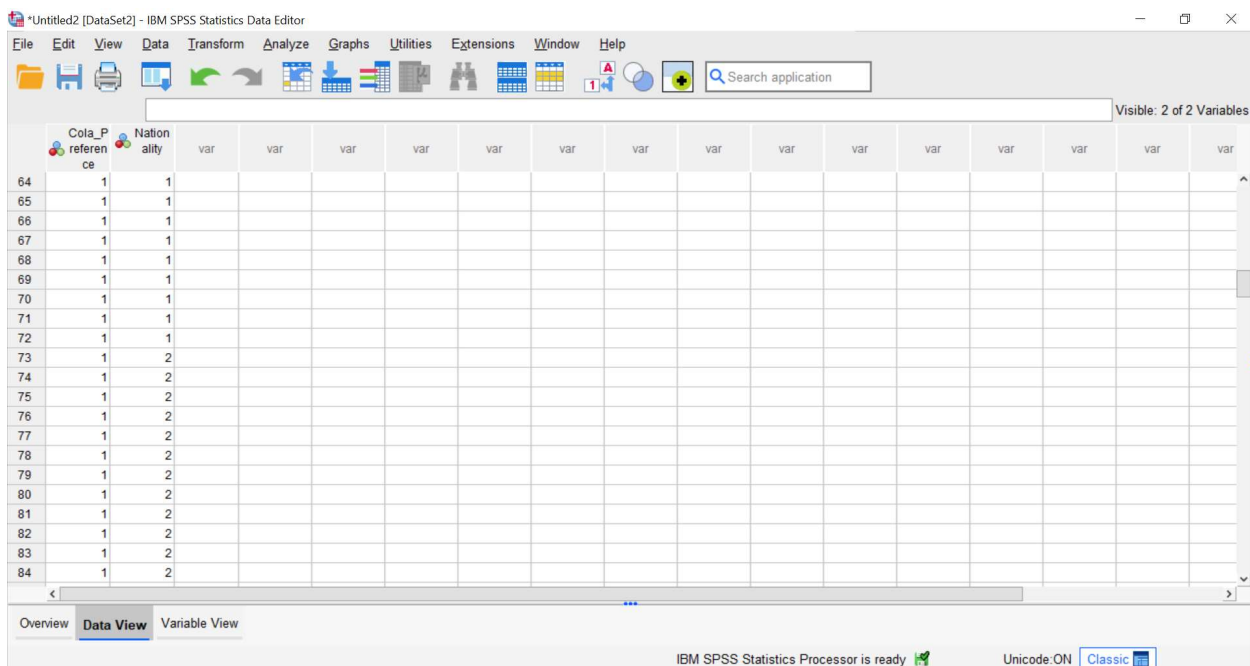 *Untitled2 [DataSet2] - IBM SPSS Statistics Data Editor
File Edit View Data Transform Analyze Graphs Utilities Extensions Window Help
Search application
Visible: 2 of 2 Variables
Cola_P
referen
ce
Nation
ality
var var var var var var var var var var var var var var var
64 1 1
65 1 1
66 1 1
67 1 1
68 1 1
69 1 1
70 1 1
71 1 1
72 1 1
73 1 2
74 1 2
75 1 2
76 1 2
77 1 2
78 1 2
79 1 2
80 1 2
81 1 2
82 1 2
83 1 2
84 1 2
Overview Data View Variable View
IBM SPSS Statistics Processor is ready Unicode:ON Classic